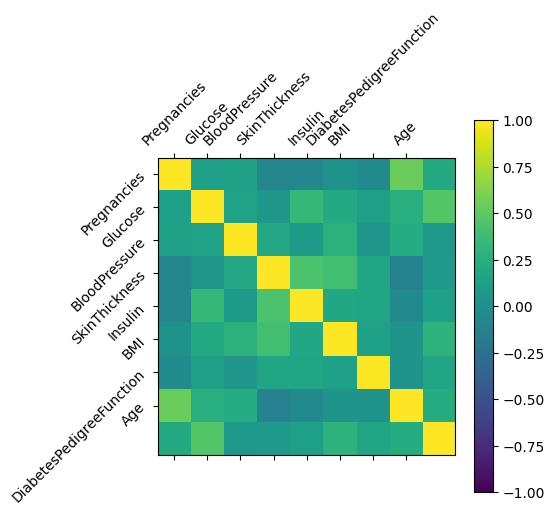 Pregnancies
Glucose
BloodPressure
SkinThickness
Insulin
DiabetesPedigreeFunction
BMI
Age
Pregnancies
Glucose
BloodPressure
SkinThickness
Insulin
BMI
DiabetesPedigreeFunction
Age
1.00
0.75
0.50
0.25
0.00
−0.25
−0.50
−0.75
−1.00